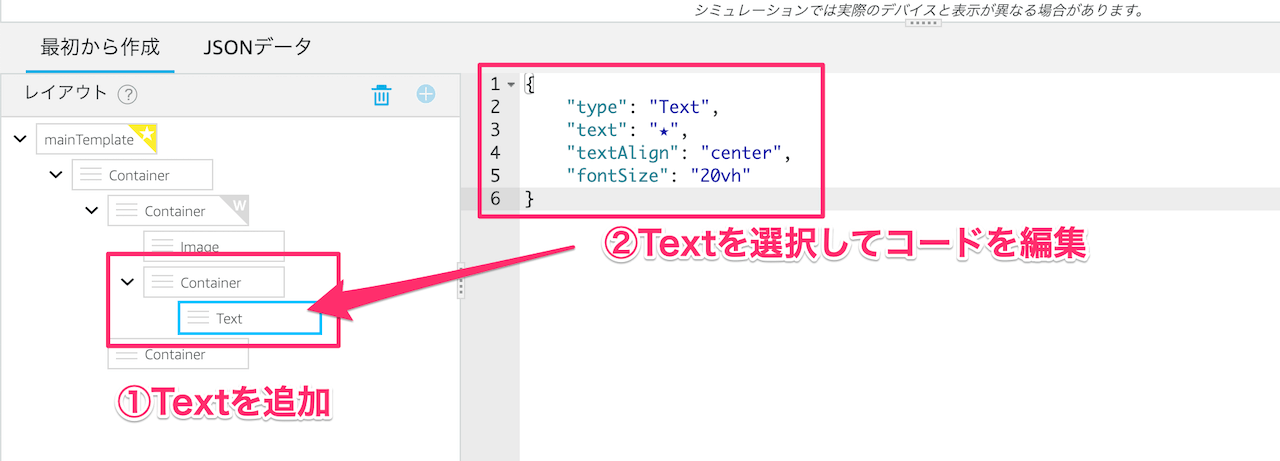 シミュレーションでは実際のデバイスと表示が異なる場合があります。
最初から作成 JSONデータ
レイアウト ?
mainTemplate
Container
Container W
Image
Container
Text
Container
①Textを追加
1 {
2 "type": "Text",
3 "text": "★",
4 "textAlign": "center",
5 "fontSize": "20vh"
6 }
②Textを選択してコードを編集